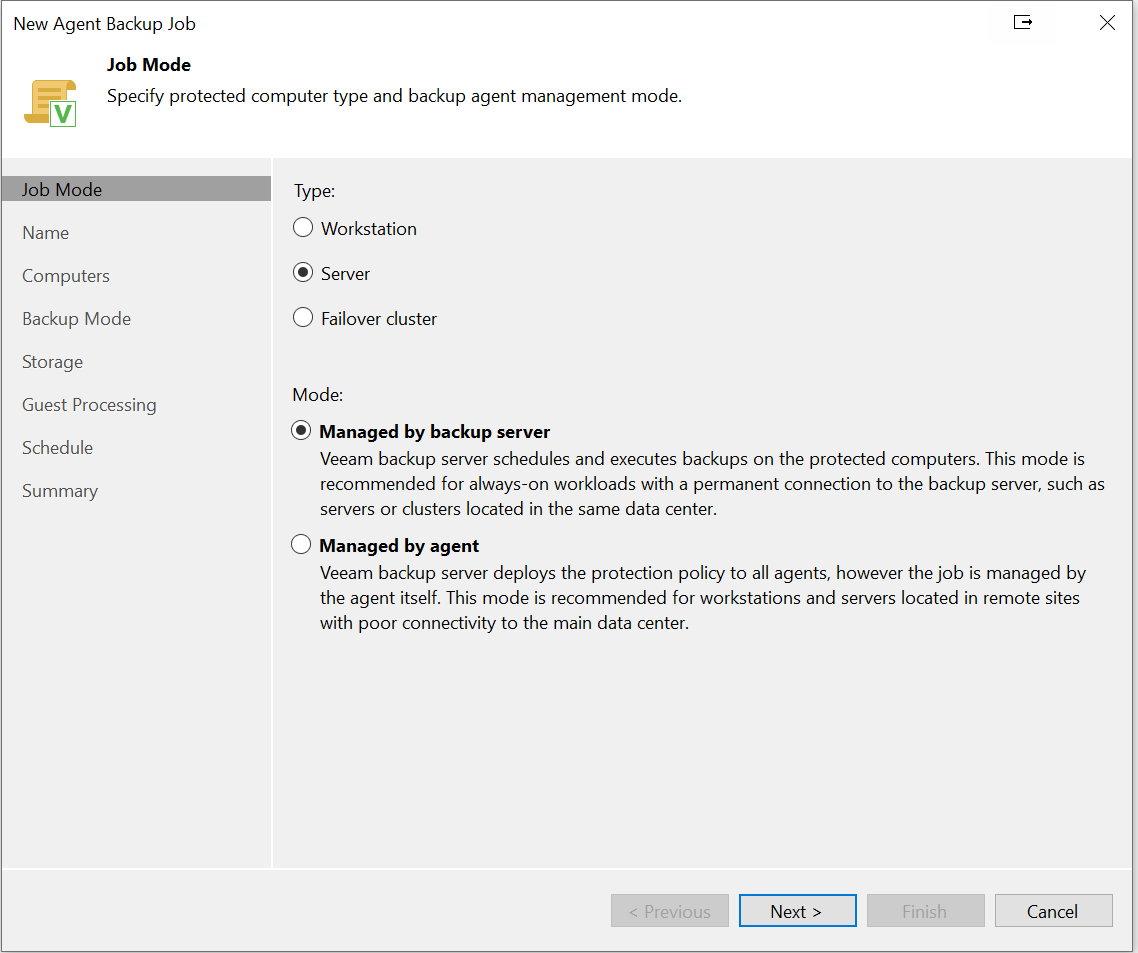 New Agent Backup Job
Job Mode
Specify protected computer type and backup agent management mode.
V
Job Mode
Name
Computers
Backup Mode
Storage
Guest Processing
Schedule
Summary
Type:
Workstation
Server
Failover cluster
Mode:
Managed by backup server
Veeam backup server schedules and executes backups on the protected computers. This mode is
recommended for always-on workloads with a permanent connection to the backup server, such as
servers or clusters located in the same data center.
Managed by agent
Veeam backup server deploys the protection policy to all agents, however the job is managed by
the agent itself. This mode is recommended for workstations and servers located in remote sites
with poor connectivity to the main data center.
< Previous
Next >
Finish
Cancel